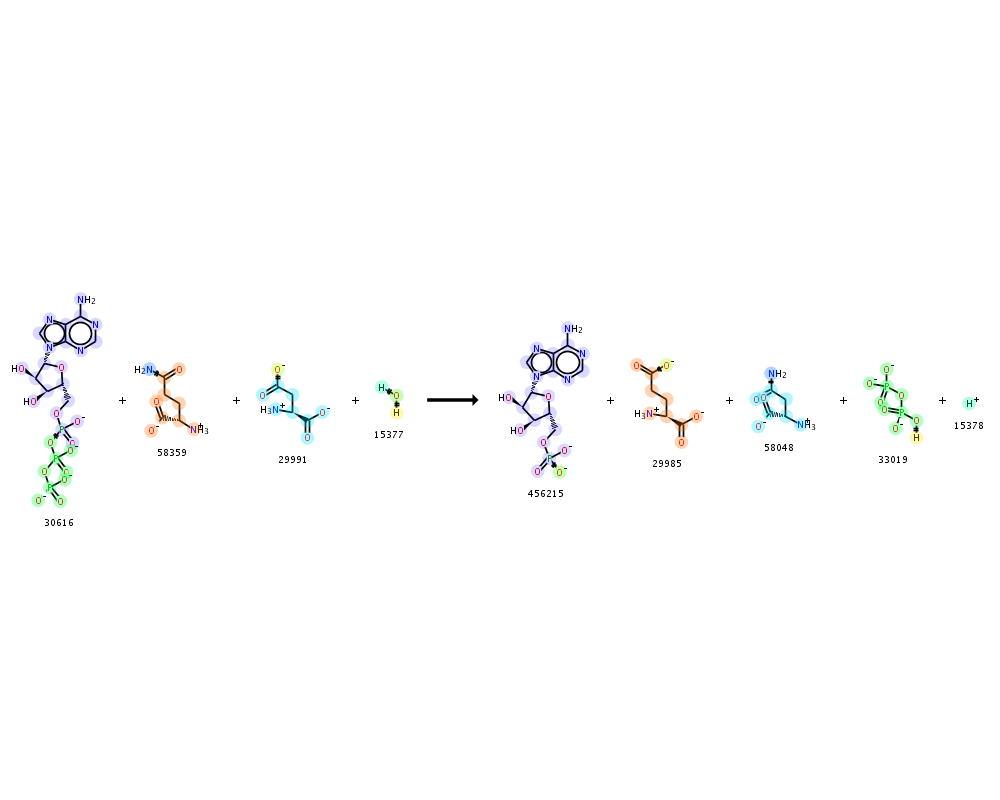 30616
+
58359
+
29991
+
15377
456215
+
29985
+
58048
+
33019
+
15378
NH₂
N
N
N
N
HO
O
HO
O
P
O⁻
O
O
P
O⁻
O
O
P
O⁻
O⁻
O
H₂N
O
O
O⁻
NH₃
+
O⁻
O
H₃N
+
O⁻
O
H
O
H
NH₂
N
N
N
N
HO
O
HO
O
P
O⁻
O
O⁻
O
O⁻
H₃N
+
O⁻
O
NH₂
O
O
O⁻
NH₃
+
O⁻
O⁻
P
O
O
P
O
O⁻
O
H
H⁺